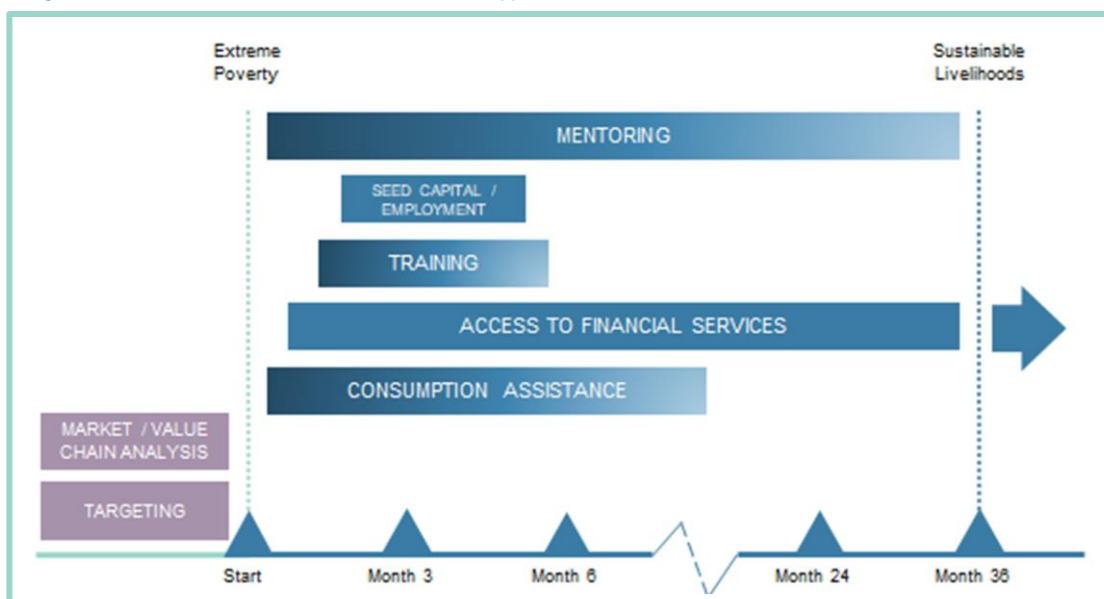 Extreme
Poverty
Sustainable
Livelihoods
MENTORING
SEED CAPITAL /
EMPLOYMENT
TRAINING
ACCESS TO FINANCIAL SERVICES
CONSUMPTION ASSISTANCE
MARKET / VALUE
CHAIN ANALYSIS
TARGETING
Start
Month 3
Month 6
Month 24
Month 36